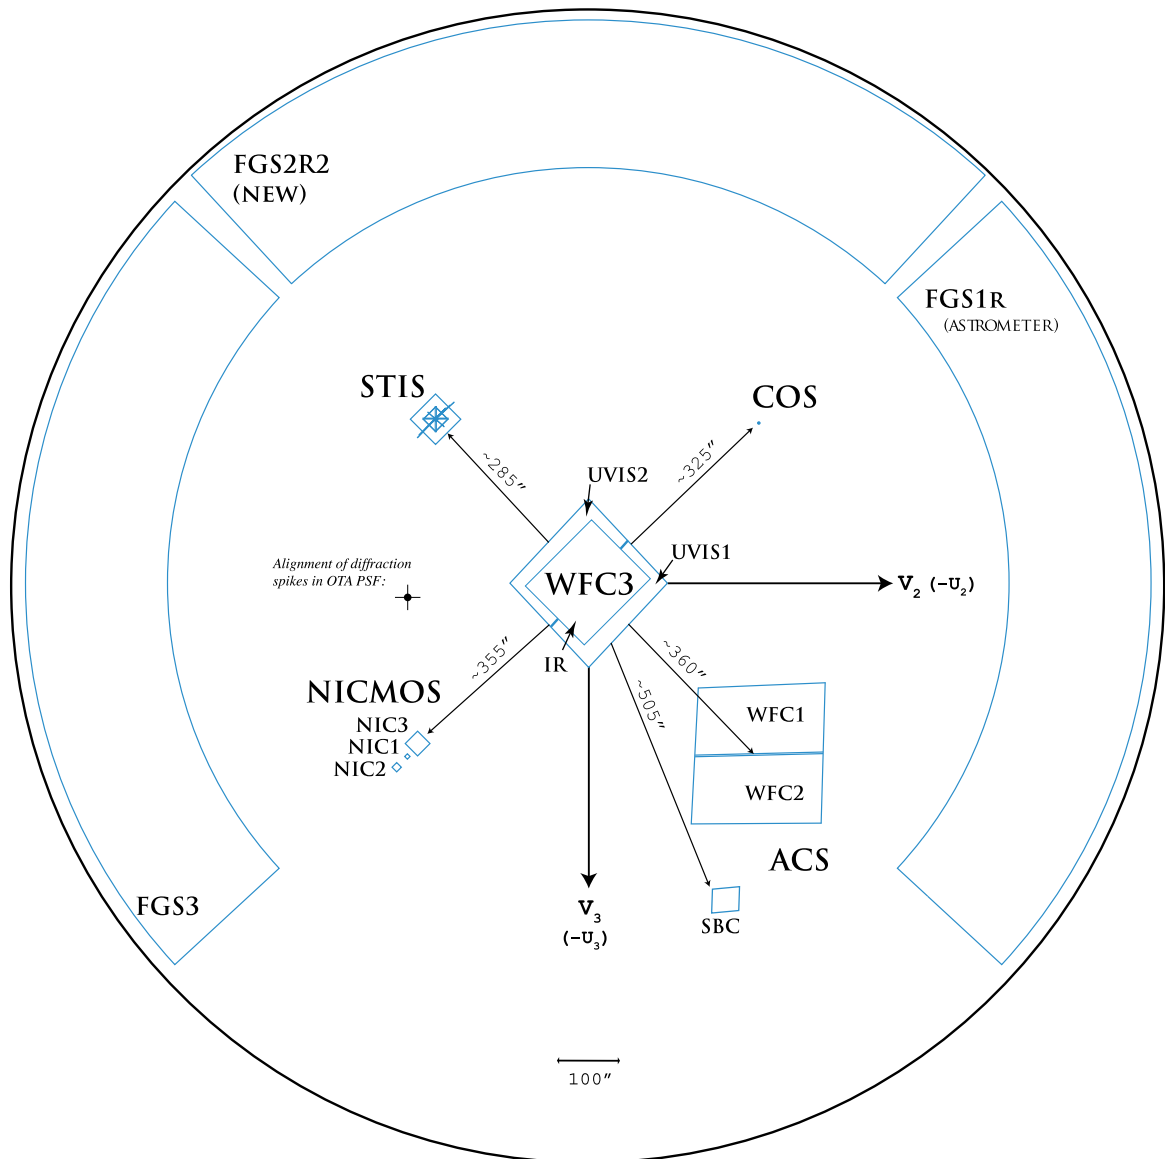 FGS2R2
(NEW)
FGS1R
(ASTROMETER)
STIS
COS
~285″
~325″
UVIS2
UVIS1
Alignment of diffraction
spikes in OTA PSF:
WFC3
V2 (-U2)
IR
~355″
~360″
~505″
NICMOS
NIC3
NIC1
NIC2
WFC1
WFC2
ACS
FGS3
V3
(-U3)
SBC
100″